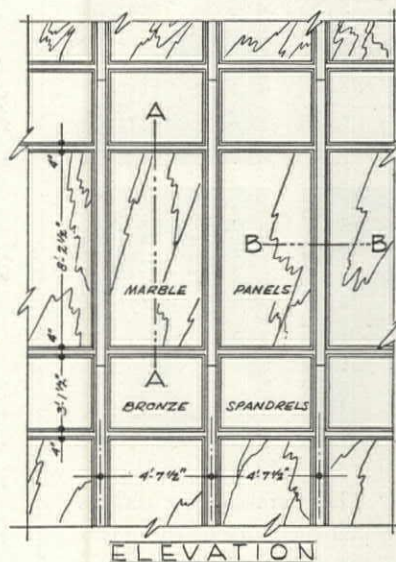 A
4"
8'-2½"
B B
MARBLE PANELS
4"
A
3'-1½"
BRONZE SPANDRELS
4"
4'-7½" 4'-7½"
ELEVATION